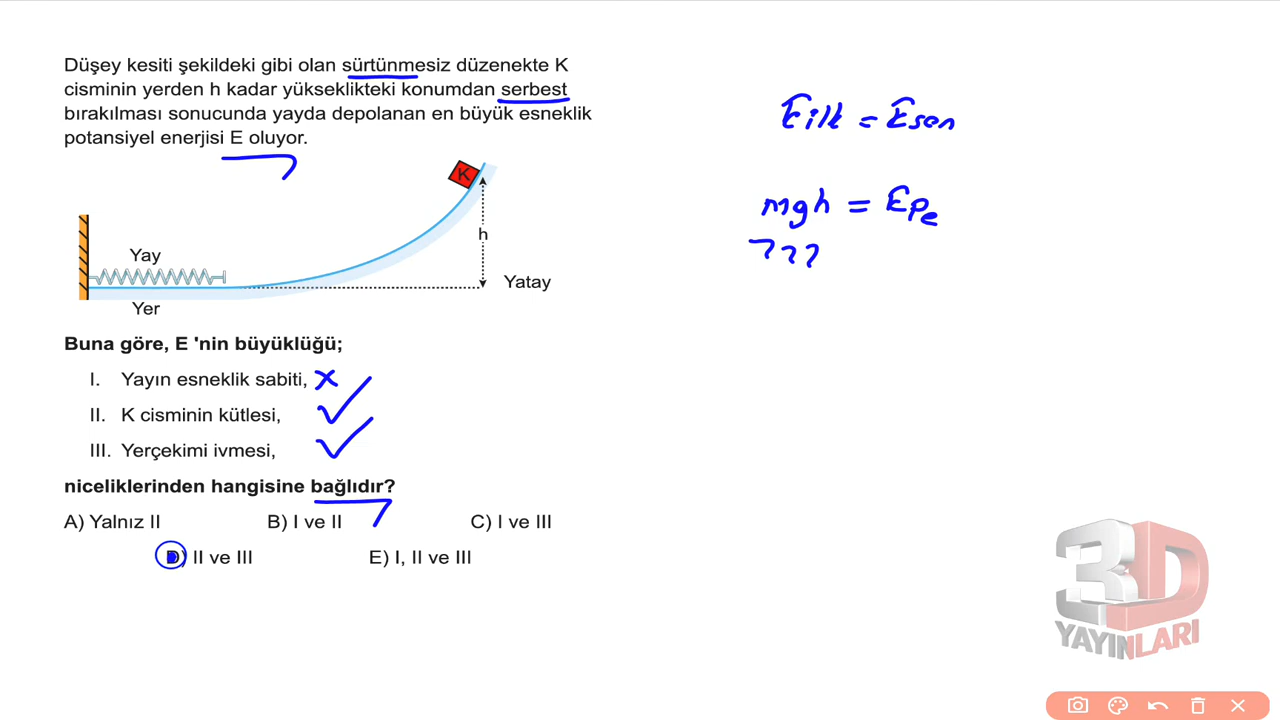 Düşey kesiti şekildeki gibi olan sürtünmesiz düzenekte K
cisminin yerden h kadar yükseklikteki konumdan serbest
bırakılması sonucunda yayda depolanan en büyük esneklik
potansiyel enerjisi E oluyor.
K
h
Yay
Yatay
Yer
Buna göre, E 'nin büyüklüğü;
I. Yayın esneklik sabiti,
II. K cisminin kütlesi,
III. Yerçekimi ivmesi,
niceliklerinden hangisine bağlıdır?
A) Yalnız II B) I ve II C) I ve III
D) II ve III E) I, II ve III
Eilk = Eson
mgh = EPe
3D
YAYINLARI